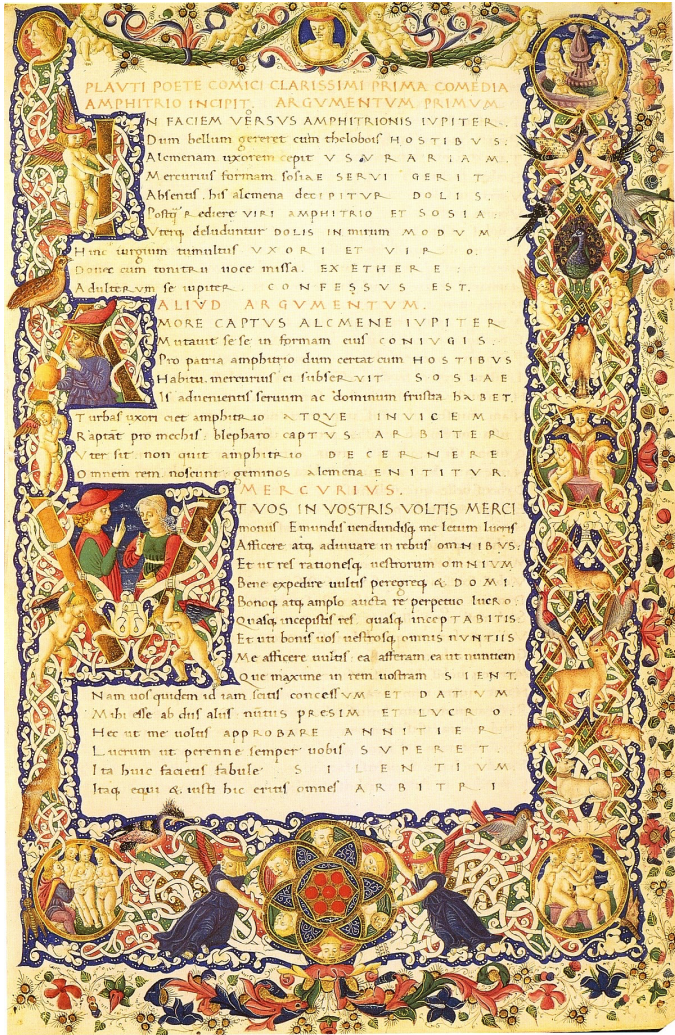 PLAVTI POETE COMICI CLARISSIMI PRIMA COMEDIA
AMPHITRIO INCIPIT. ARGVMENTVM PRIMVM.
IN FACIEM VERSVS AMPHITRIONIS IVPITER.
Dum bellum gereret cum thelobois HOSTIBVS.
Alcmenam uxorem cepit VSVRARIAM.
Mercurius formam sosiae SERVI GERIT
Absentis. his alcmena deciPITVR DOLIS.
Postq̄ Rediere VIRI AMPHITRIO ET SOSIA:
Vterq; deluduntur DOLIS in mirum MODVM
Hinc iurgium tumultus VXORI ET VIRO.
Donec cum tonitru uoce missa. EX ETHERE:
Adulterum se iupiter. CONFESSVS EST.
ALIVD ARGVMENTVM.
AMORE CAPTVS ALCMENE IVPITER
Mutauit sese in formam eius CONIVGIS.
Pro patria amphitrio dum certat cum HOSTIBVS
Habitu. mercurius ei subseRVIT SOSIAE
Is aduenientis seruum ac dominum frustra haBET.
Turbas uxori ciet amphitrio ATQVE INVICEM
Raptat pro mechis: blepharo capTVS ARBITER
Vter sit. non quit amphitrio DECERNERE
Omnem rem. noscunt geminos alcmena ENITITVR.
MERCVRIVS.
VT VOS IN VOSTRIS VOLTIS MERCI
moniis Emundis uendundisq; me letum lucris
Afficere atq; adiuuare in rebus omNIBVS:
Et ut res rationesq; uostrorum OMNIVM
Bene expedire uultis peregreq; & DOMI.
Bonoq; atq; amplo aucta re perpetuo lucro:
Quasq; incepistis res. quasq; incepTABITIS:
Et uti bonis uos uestrosq; omnis NVNTIIS
Me afficere uultis: ea afferam ea ut nuntiem
Que maxime in rem uostram SIENT.
Nam uos quidem id iam scitis concesSVM ET DATVM
Mihi esse ab diis aliis nuntiis PRESIM ET LVCRO
Hec ut me voltis APPROBARE ANNITIER
Lucrum ut perenne semper uobis SVPERET.
Ita huic facietis fabule SILENTIVM.
Itaq; equi & iusti hic eritis omnes ARBITRI